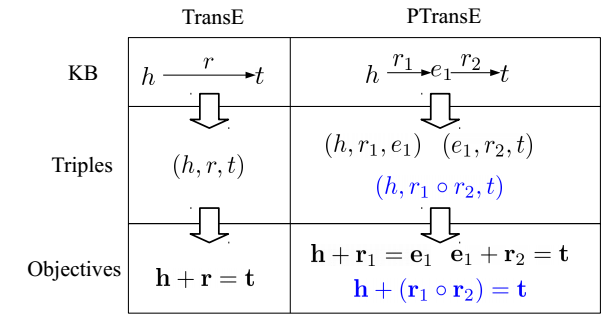 TransE PTransE
KB h r t h r₁ e₁ r₂ t
Triples (h, r, t) (h, r₁, e₁) (e₁, r₂, t)
(h, r₁ ∘ r₂, t)
Objectives h + r = t h + r₁ = e₁ e₁ + r₂ = t
h + (r₁ ∘ r₂) = t